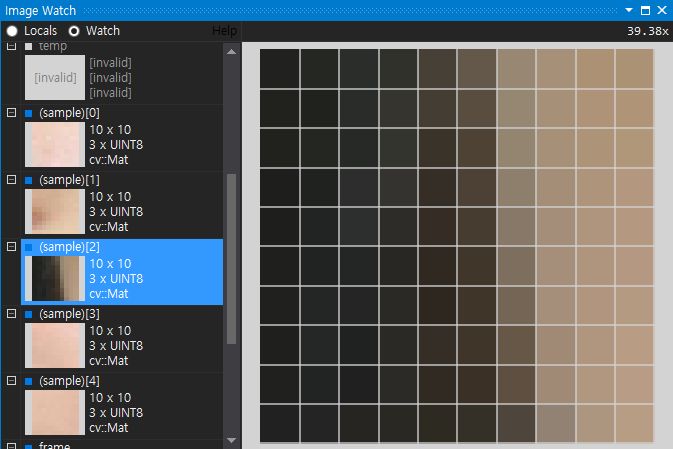 Image Watch
Locals Watch Help 39.38x
temp
[invalid] [invalid]
[invalid]
[invalid]
(sample)[0]
10 x 10
3 x UINT8
cv::Mat
(sample)[1]
10 x 10
3 x UINT8
cv::Mat
(sample)[2]
10 x 10
3 x UINT8
cv::Mat
(sample)[3]
10 x 10
3 x UINT8
cv::Mat
(sample)[4]
10 x 10
3 x UINT8
cv::Mat
frame